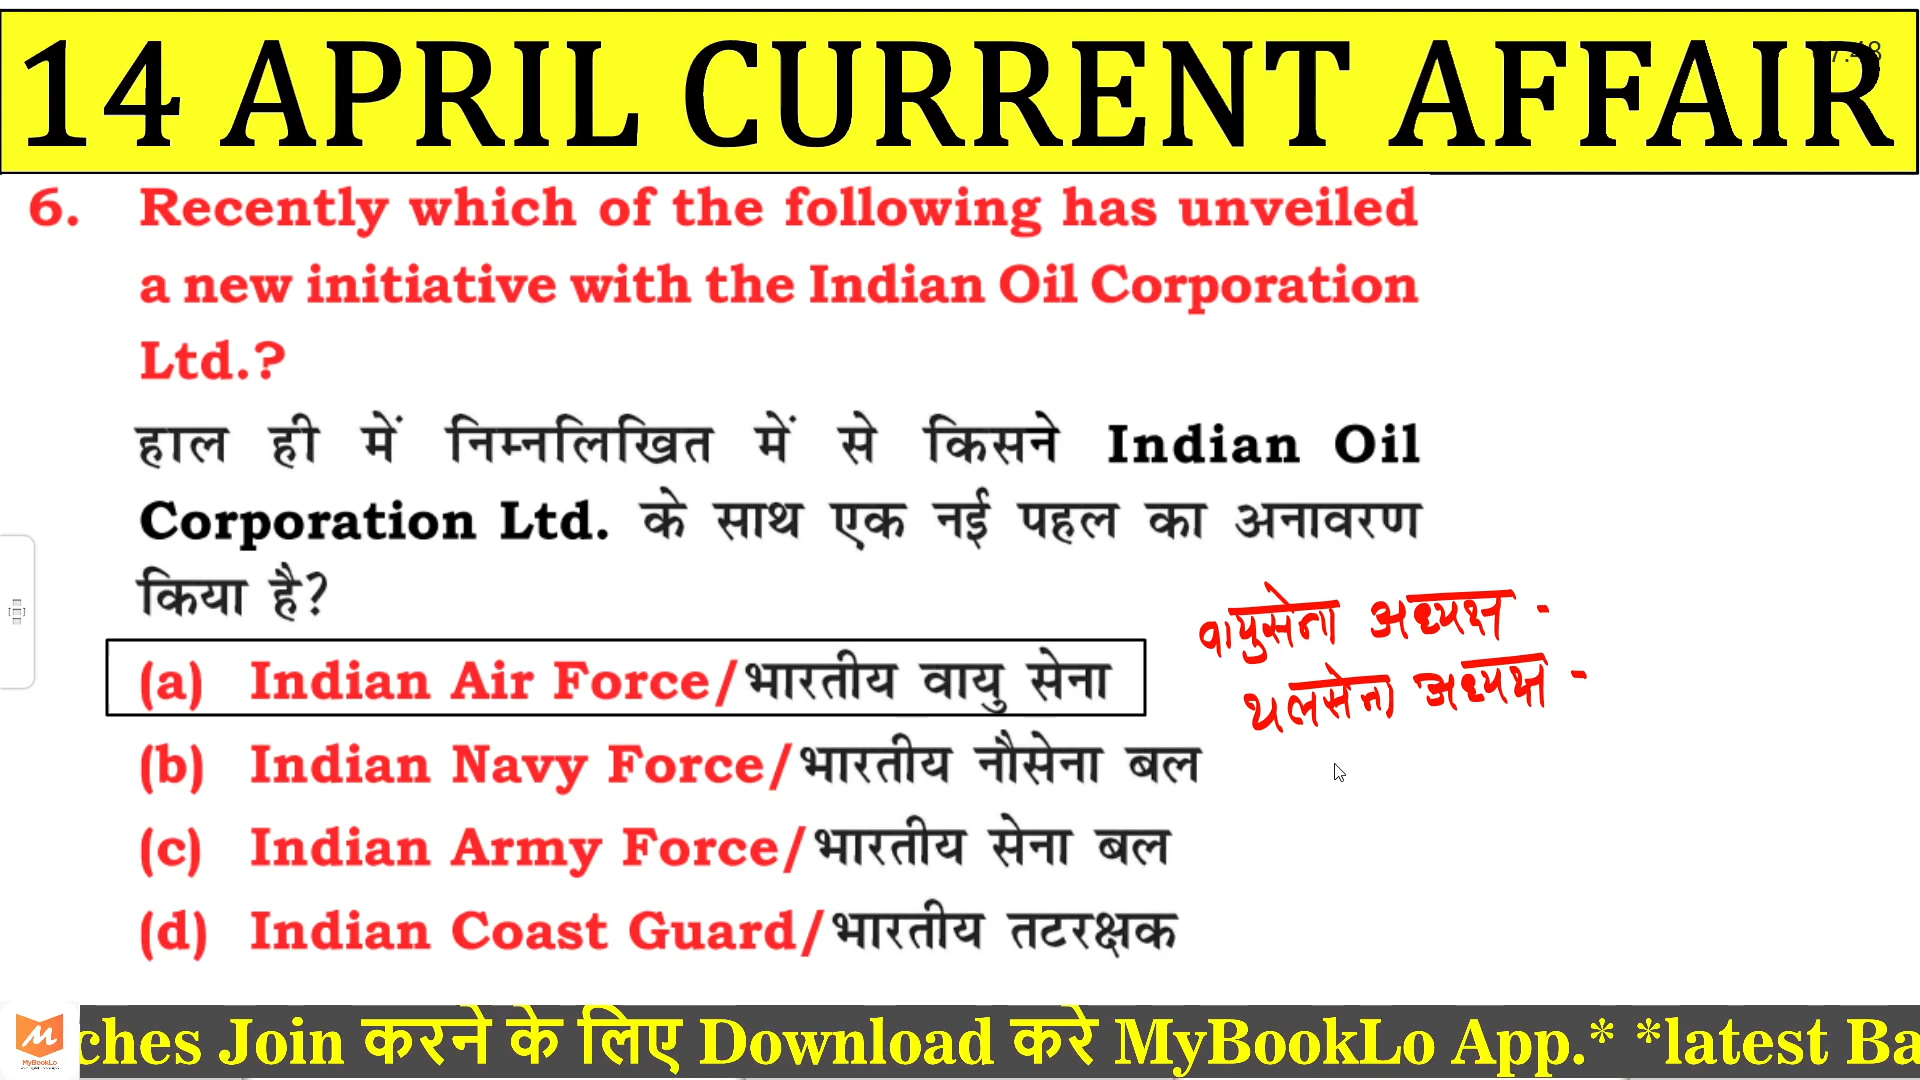 14 APRIL CURRENT AFFAIR
6. Recently which of the following has unveiled
a new initiative with the Indian Oil Corporation
Ltd.?
हाल ही में निम्नलिखित में से किसने Indian Oil
Corporation Ltd. के साथ एक नई पहल का अनावरण
किया है?
वायुसेना अध्यक्ष -
थलसेना अध्यक्ष -
(a) Indian Air Force/भारतीय वायु सेना
(b) Indian Navy Force/भारतीय नौसेना बल
(c) Indian Army Force/भारतीय सेना बल
(d) Indian Coast Guard/भारतीय तटरक्षक
MyBookLo
ches Join करने के लिए Download करे MyBookLo App.* *latest Ba